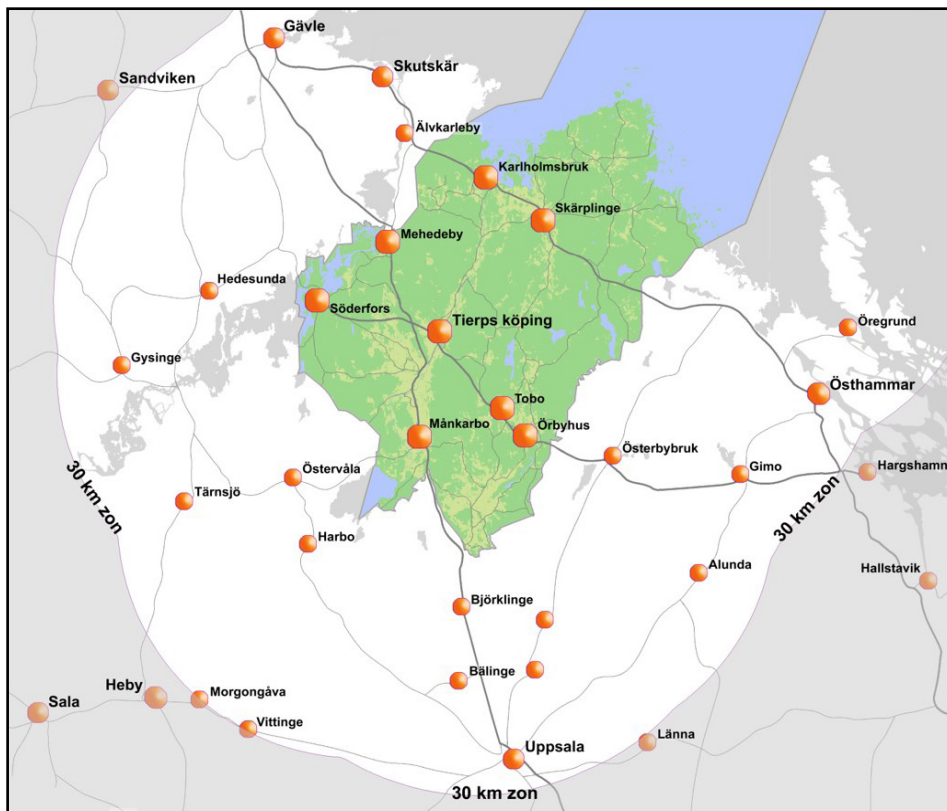 Gävle
Skutskär
Sandviken
Älvkarleby
Karlholmsbruk
Skärplinge
Mehedeby
Hedesunda
Söderfors
Tierps köping
Öregrund
Gysinge
Östhammar
Tobo
Månkarbo
Örbyhus
Österbybruk
Gimo
Hargshamn
30 km zon
30 km zon
Östervåla
Tärnsjö
Harbo
Alunda
Hallstavik
Björklinge
Bälinge
Heby
Morgongåva
Sala
Vittinge
Länna
Uppsala
30 km zon